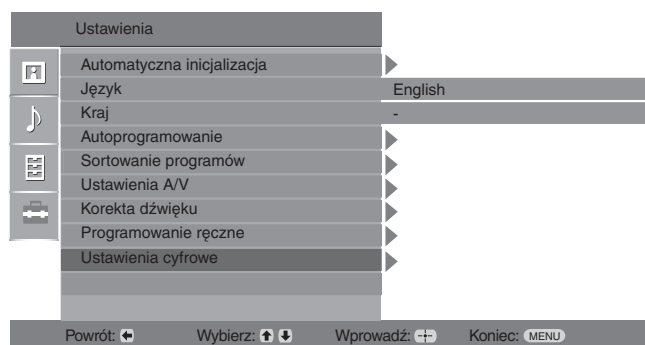 Ustawienia
Automatyczna inicjalizacja
Język English
Kraj -
Autoprogramowanie
Sortowanie programów
Ustawienia A/V
Korekta dźwięku
Programowanie ręczne
Ustawienia cyfrowe
Powrót: Wybierz: Wprowadź: Koniec: MENU